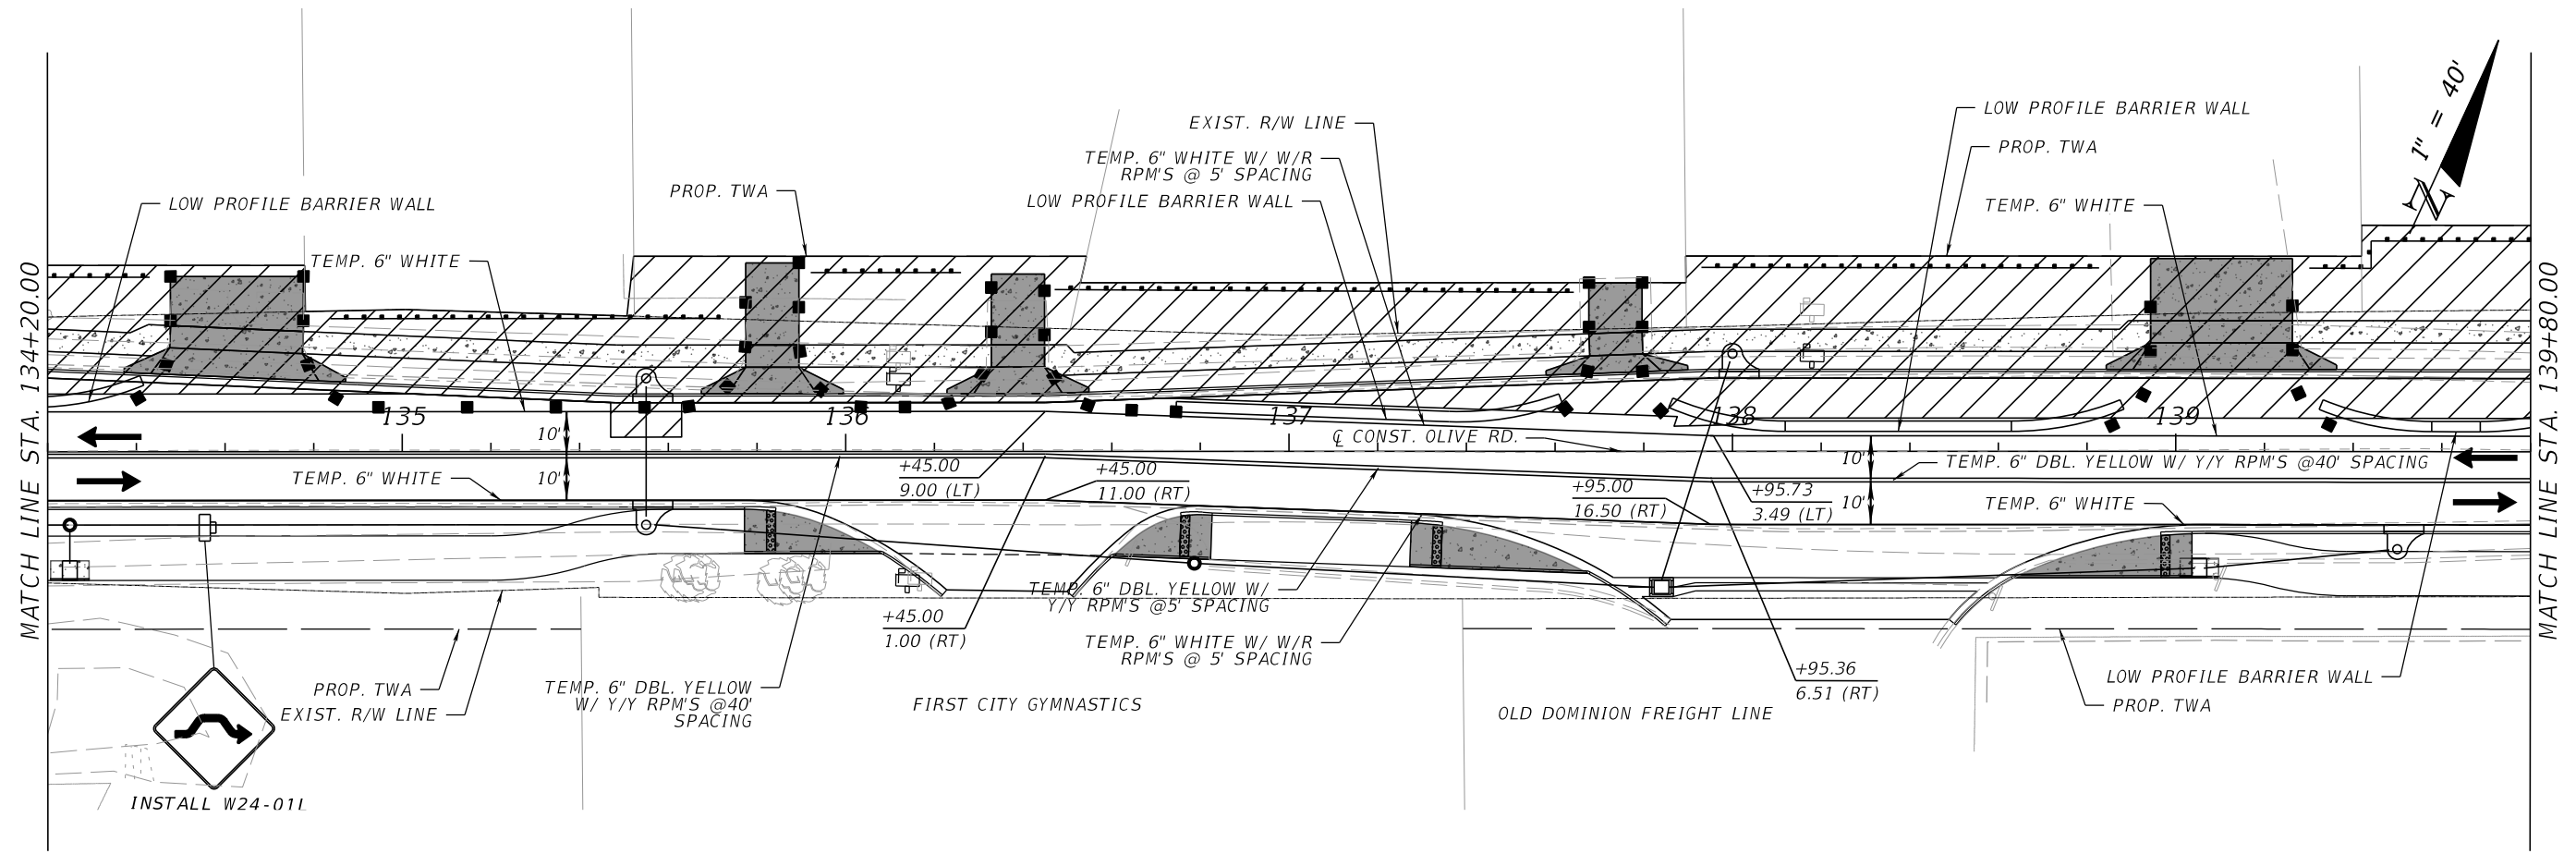 MATCH LINE STA. 134+20.00
LOW PROFILE BARRIER WALL
TEMP. 6" WHITE
PROP. TWA
EXIST. R/W LINE
TEMP. 6" WHITE W/ W/R
RPM'S @ 5' SPACING
LOW PROFILE BARRIER WALL
LOW PROFILE BARRIER WALL
PROP. TWA
TEMP. 6" WHITE
N
1" = 40'
MATCH LINE STA. 139+80.00
135
136
137
138
139
10'
10'
℄ CONST. OLIVE RD.
10'
10'
TEMP. 6" WHITE
+45.00
9.00 (LT)
+45.00
11.00 (RT)
+95.00
16.50 (RT)
+95.73
3.49 (LT)
TEMP. 6" DBL. YELLOW W/ Y/Y RPM'S @40' SPACING
TEMP. 6" WHITE
+45.00
1.00 (RT)
TEMP. 6" DBL. YELLOW W/
Y/Y RPM'S @5' SPACING
TEMP. 6" WHITE W/ W/R
RPM'S @ 5' SPACING
+95.36
6.51 (RT)
PROP. TWA
EXIST. R/W LINE
TEMP. 6" DBL. YELLOW
W/ Y/Y RPM'S @40'
SPACING
FIRST CITY GYMNASTICS
OLD DOMINION FREIGHT LINE
LOW PROFILE BARRIER WALL
PROP. TWA
INSTALL W24-01L